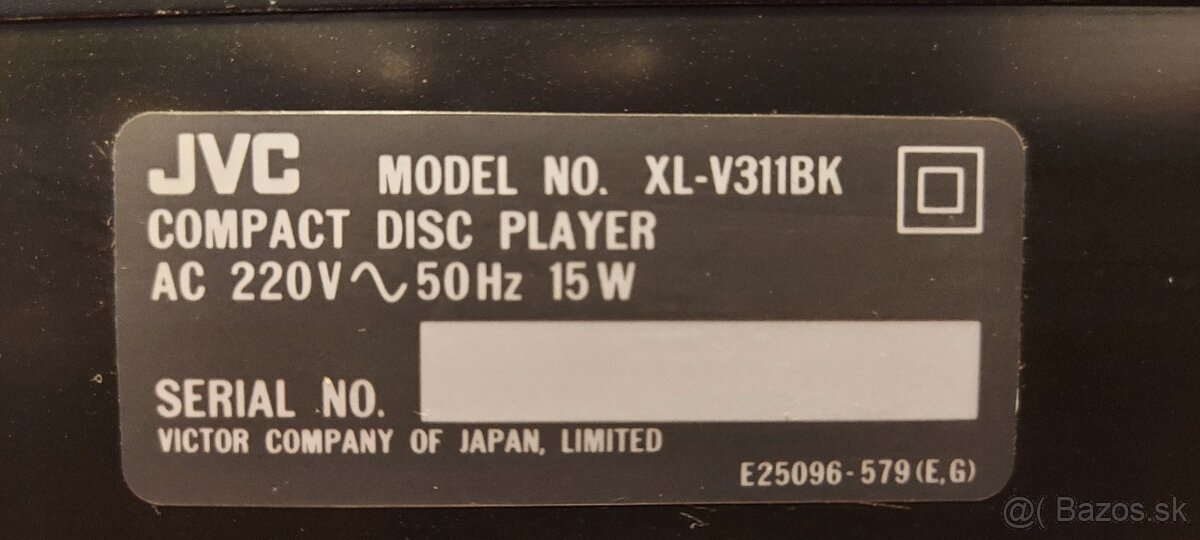 JVC MODEL NO. XL-V311BK
COMPACT DISC PLAYER
AC 220V∿50Hz 15W
SERIAL NO.
VICTOR COMPANY OF JAPAN, LIMITED
E25096-579(E,G)
@( Bazos.sk